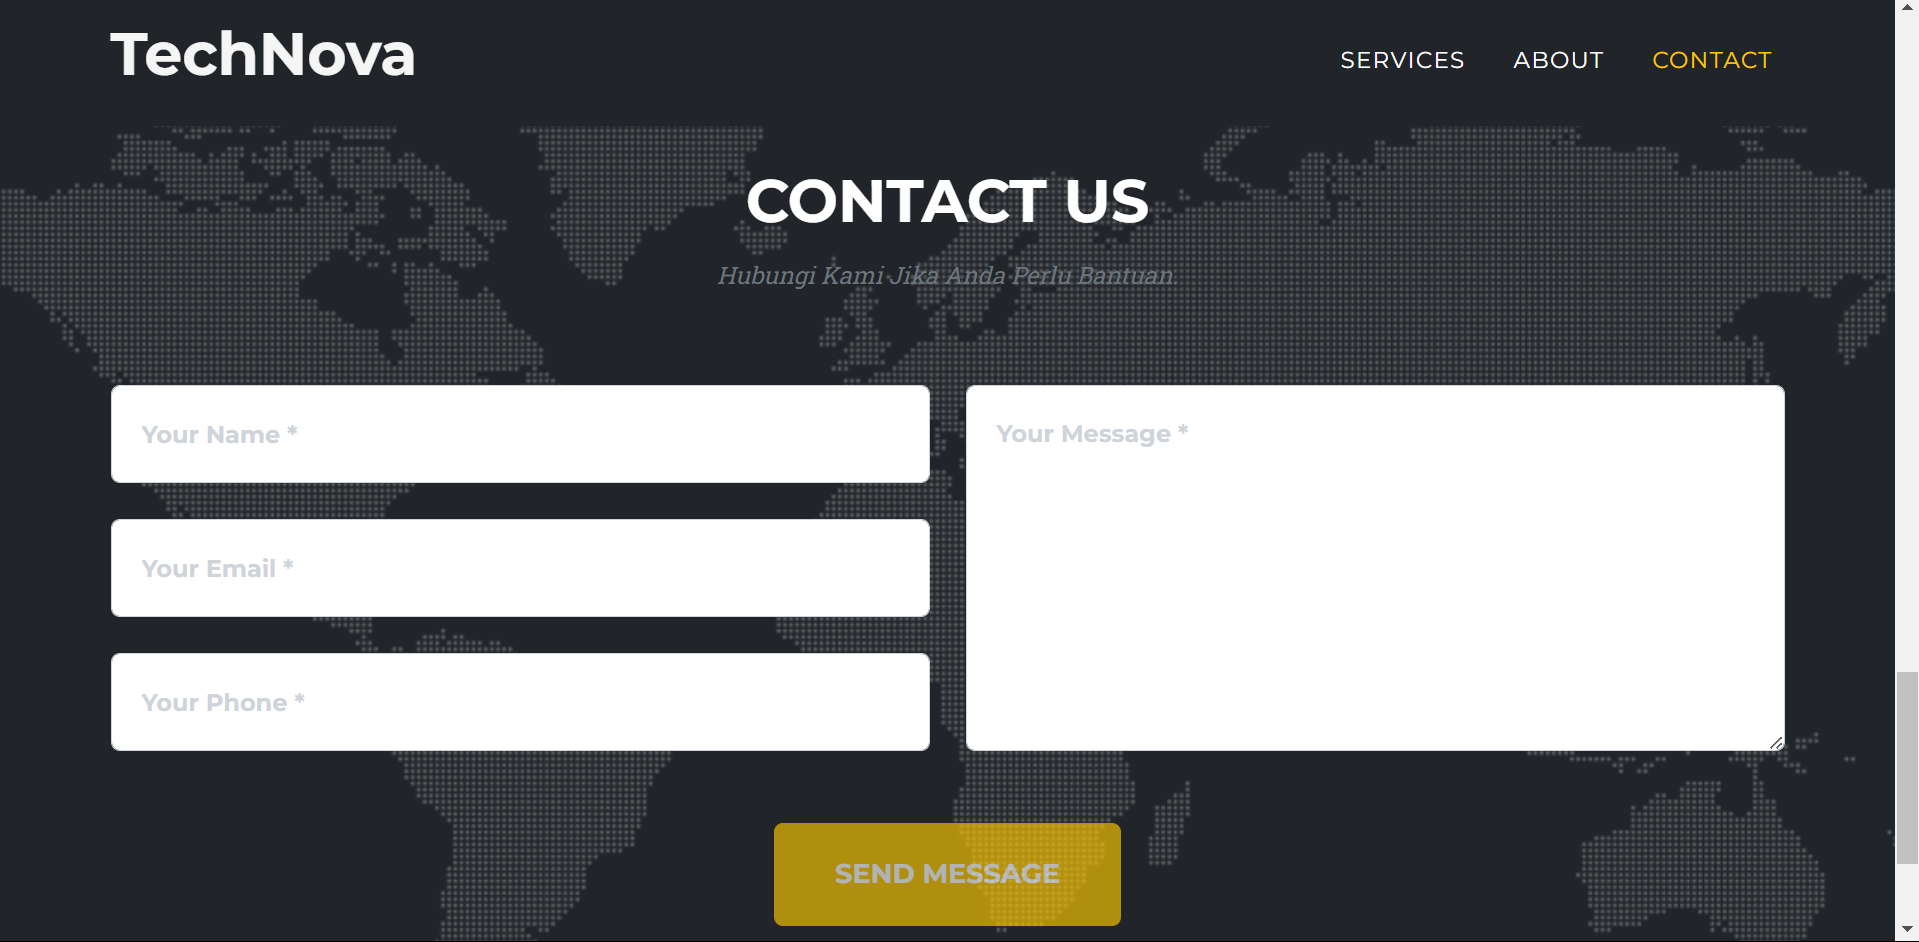 TechNova
SERVICES ABOUT CONTACT
CONTACT US
Hubungi Kami Jika Anda Perlu Bantuan.
Your Name *
Your Email *
Your Phone *
Your Message *
SEND MESSAGE